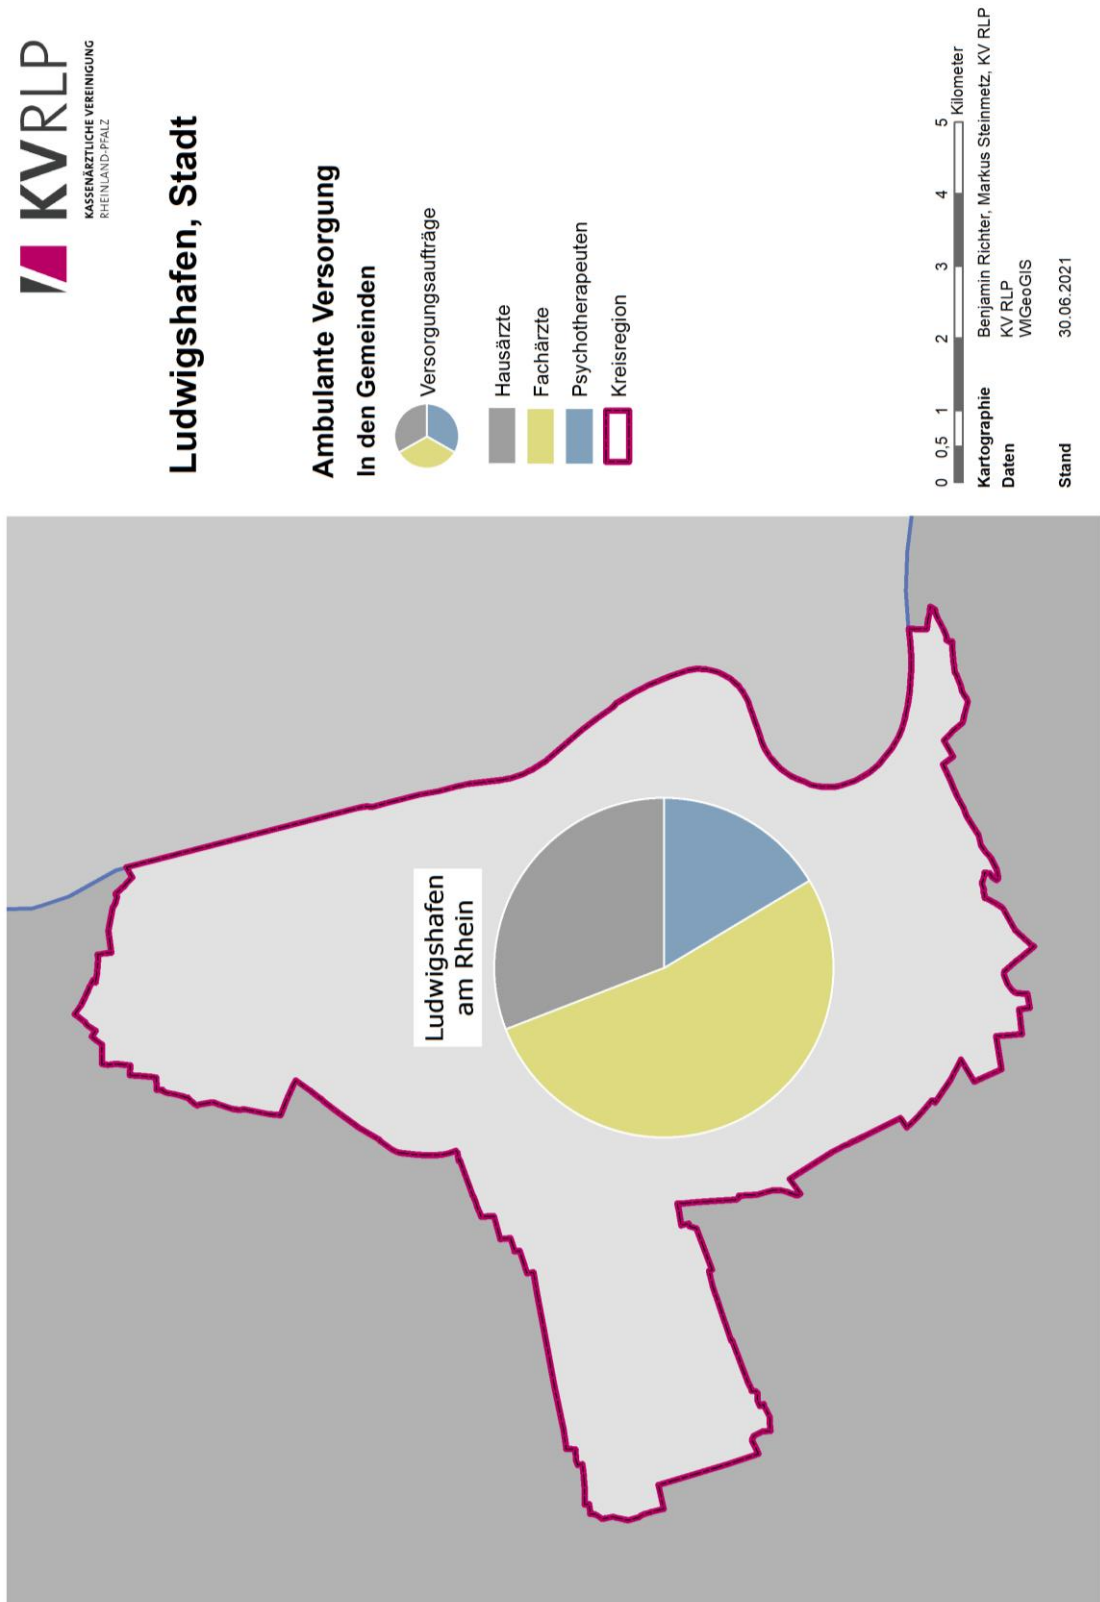 KVRLP
KASSENÄRZTLICHE VEREINIGUNG
RHEINLAND-PFALZ
Ludwigshafen, Stadt
Ambulante Versorgung
In den Gemeinden
Versorgungsaufträge
Hausärzte
Fachärzte
Psychotherapeuten
Kreisregion
0 0,5 1 2 3 4 5
Kilometer
Kartographie Benjamin Richter, Markus Steinmetz, KV RLP
Daten KV RLP
WIGeoGIS
Stand 30.06.2021
Ludwigshafen
am Rhein